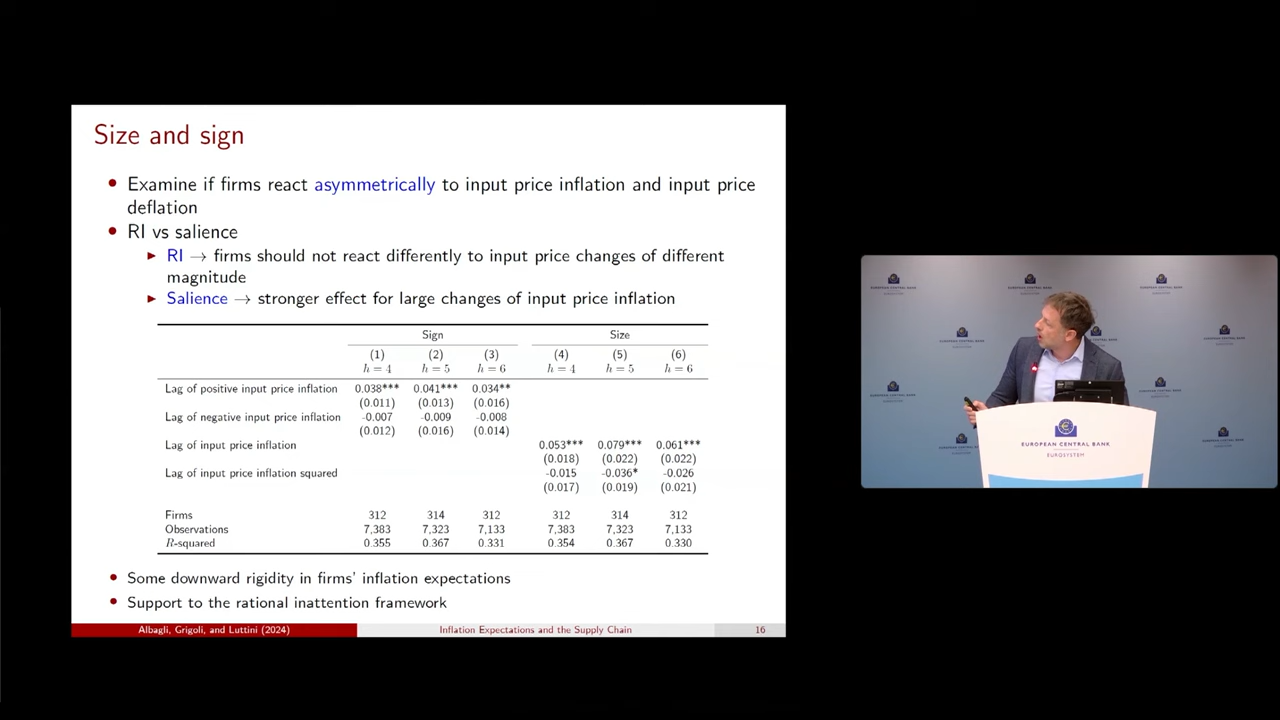 Size and sign
• Examine if firms react asymmetrically to input price inflation and input price
deflation
• RI vs salience
▶ RI → firms should not react differently to input price changes of different
magnitude
▶ Salience → stronger effect for large changes of input price inflation
Sign Size
(1) (2) (3) (4) (5) (6)
h = 4 h = 5 h = 6 h = 4 h = 5 h = 6
Lag of positive input price inflation 0.038*** 0.041*** 0.034**
(0.011) (0.013) (0.016)
Lag of negative input price inflation -0.007 -0.009 -0.008
(0.012) (0.016) (0.014)
Lag of input price inflation 0.053*** 0.079*** 0.061***
(0.018) (0.022) (0.022)
Lag of input price inflation squared -0.015 -0.036* -0.026
(0.017) (0.019) (0.021)
Firms 312 314 312 312 314 312
Observations 7,383 7,323 7,133 7,383 7,323 7,133
R-squared 0.355 0.367 0.331 0.354 0.367 0.330
• Some downward rigidity in firms' inflation expectations
• Support to the rational inattention framework
Albagli, Grigoli, and Luttini (2024) Inflation Expectations and the Supply Chain 16
EUROPEAN CENTRAL BANK
EUROSYSTEM